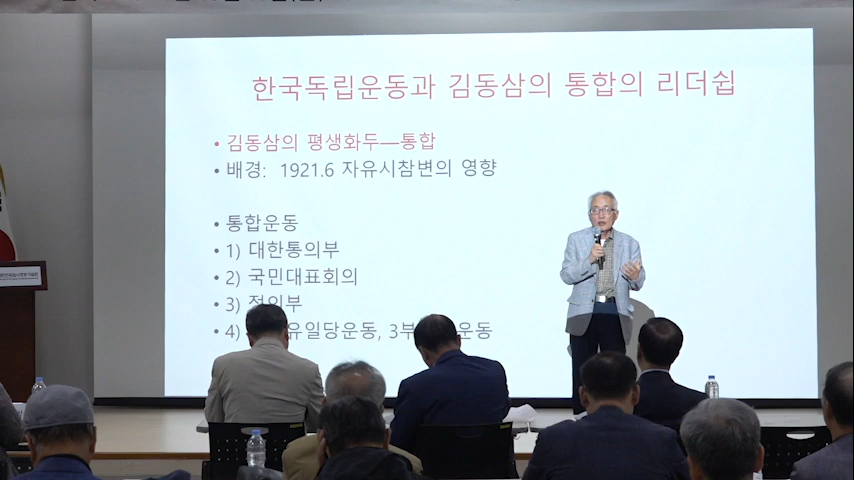 한국독립운동과 김동삼의 통합의 리더쉽
• 김동삼의 평생화두—통합
• 배경: 1921.6 자유시참변의 영향
• 통합운동
• 1) 대한통의부
• 2) 국민대표회의
• 3) 정의부
• 4) 유일당운동, 3부 운동